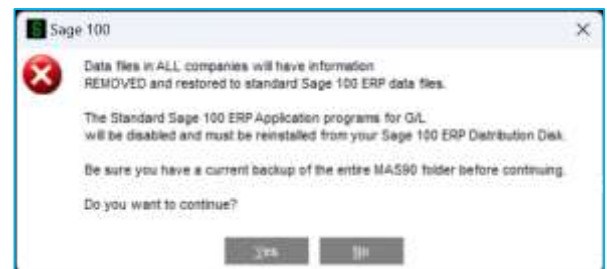 Sage 100
Data files in ALL companies will have information
REMOVED and restored to standard Sage 100 ERP data files.
The Standard Sage 100 ERP Application programs for G/L
will be disabled and must be reinstalled from your Sage 100 ERP Distribution Disk.
Be sure you have a current backup of the entire MAS90 folder before continuing.
Do you want to continue?
Yes No